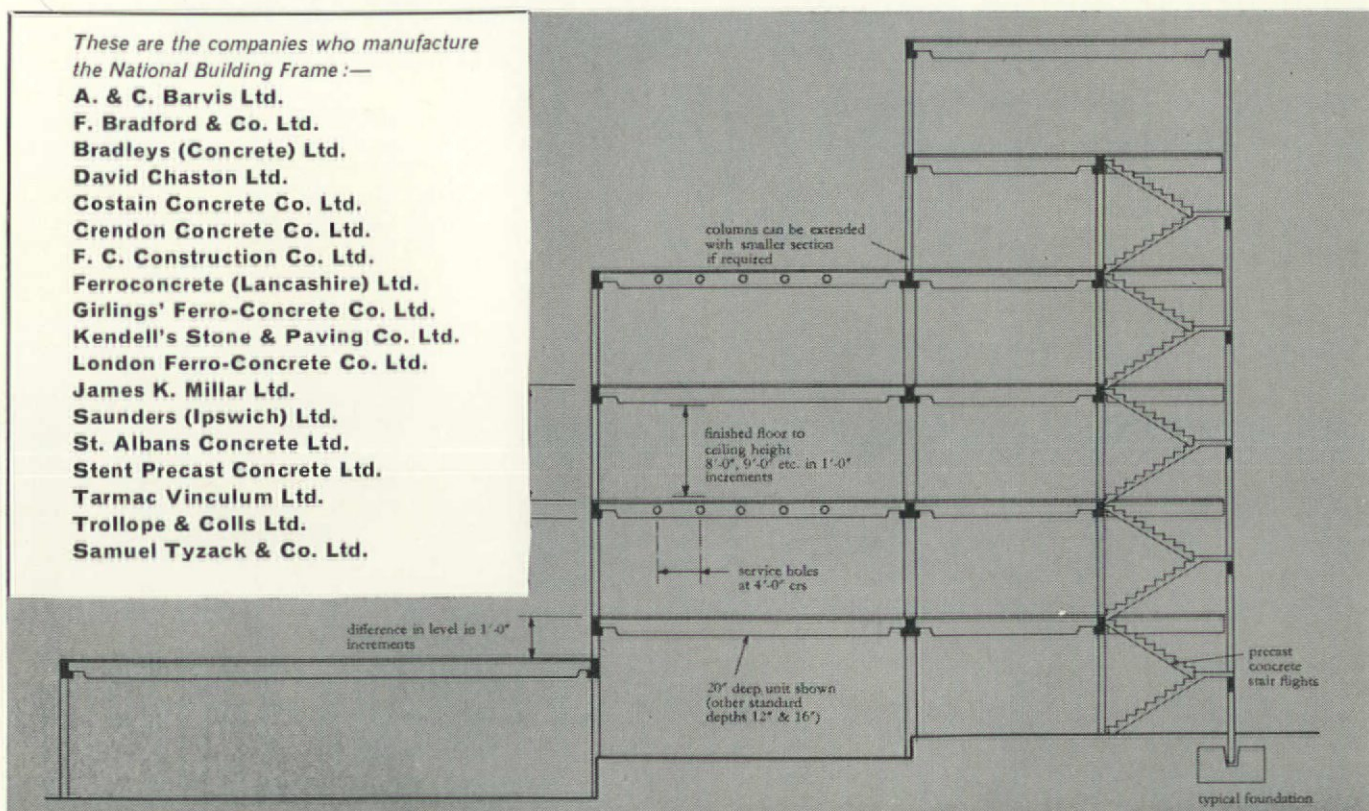 These are the companies who manufacture
the National Building Frame :—
A. & C. Barvis Ltd.
F. Bradford & Co. Ltd.
Bradleys (Concrete) Ltd.
David Chaston Ltd.
Costain Concrete Co. Ltd.
Crendon Concrete Co. Ltd.
F. C. Construction Co. Ltd.
Ferroconcrete (Lancashire) Ltd.
Girlings' Ferro-Concrete Co. Ltd.
Kendell's Stone & Paving Co. Ltd.
London Ferro-Concrete Co. Ltd.
James K. Millar Ltd.
Saunders (Ipswich) Ltd.
St. Albans Concrete Ltd.
Stent Precast Concrete Ltd.
Tarmac Vinculum Ltd.
Trollope & Colls Ltd.
Samuel Tyzack & Co. Ltd.
columns can be extended
with smaller section
if required
finished floor to
ceiling height
8'-0", 9'-0" etc. in 1'-0"
increments
service holes
at 4'-0" crs
difference in level in 1'-0"
increments
20" deep unit shown
(other standard
depths 12" & 16")
precast
concrete
stair flights
typical foundation